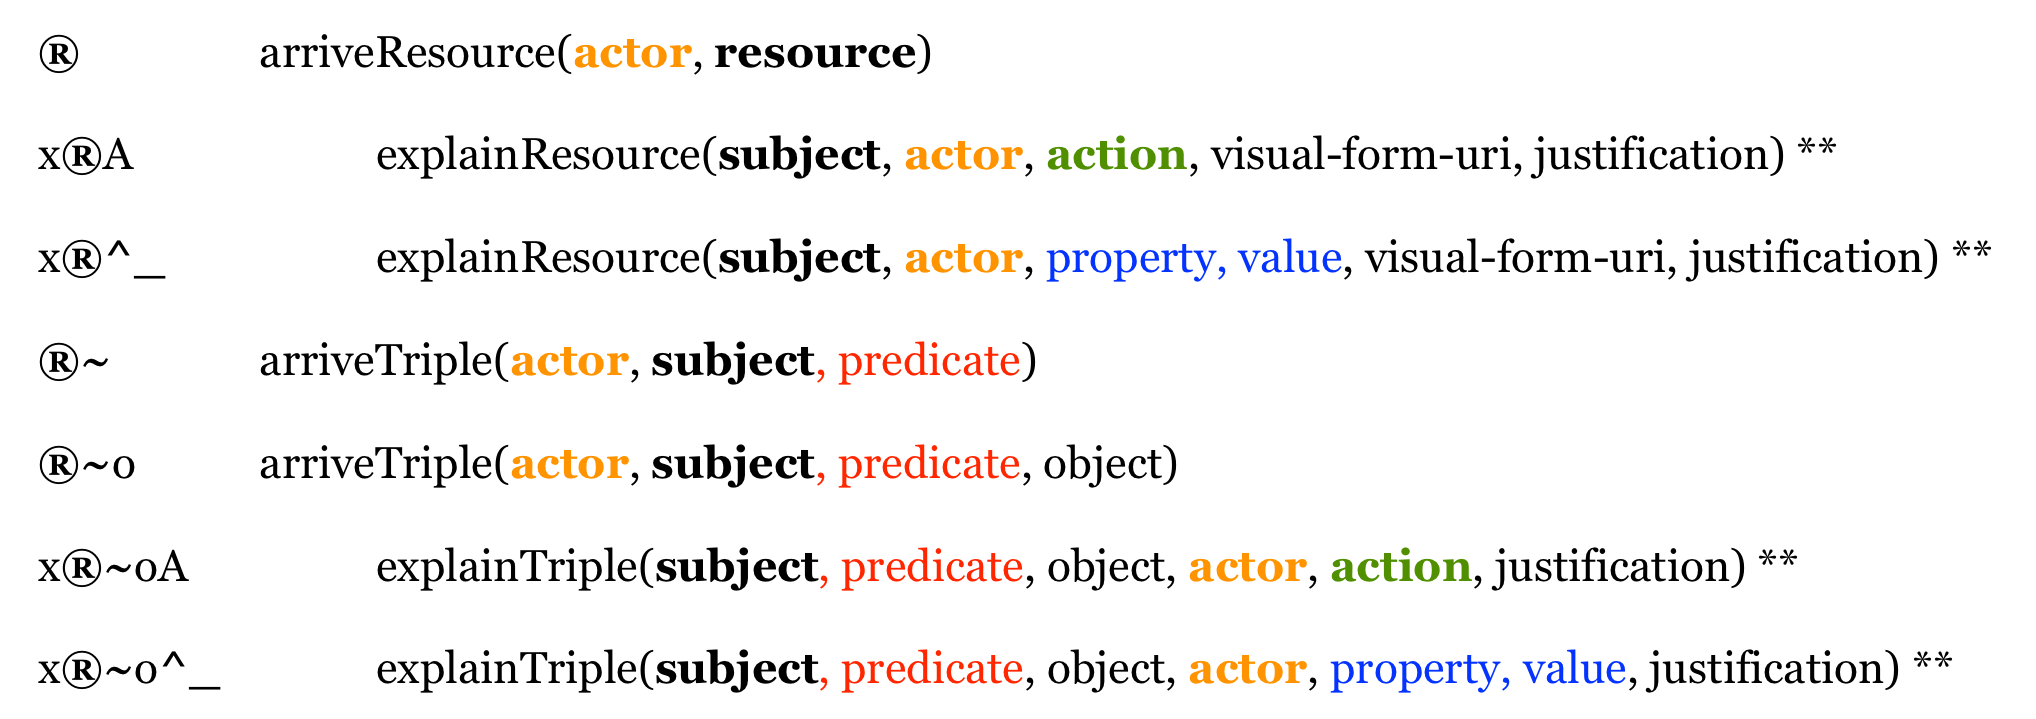 ® arriveResource(actor, resource)
x®A explainResource(subject, actor, action, visual-form-uri, justification) **
x®^_ explainResource(subject, actor, property, value, visual-form-uri, justification) **
®~ arriveTriple(actor, subject, predicate)
®~o arriveTriple(actor, subject, predicate, object)
x®~oA explainTriple(subject, predicate, object, actor, action, justification) **
x®~o^_ explainTriple(subject, predicate, object, actor, property, value, justification) **